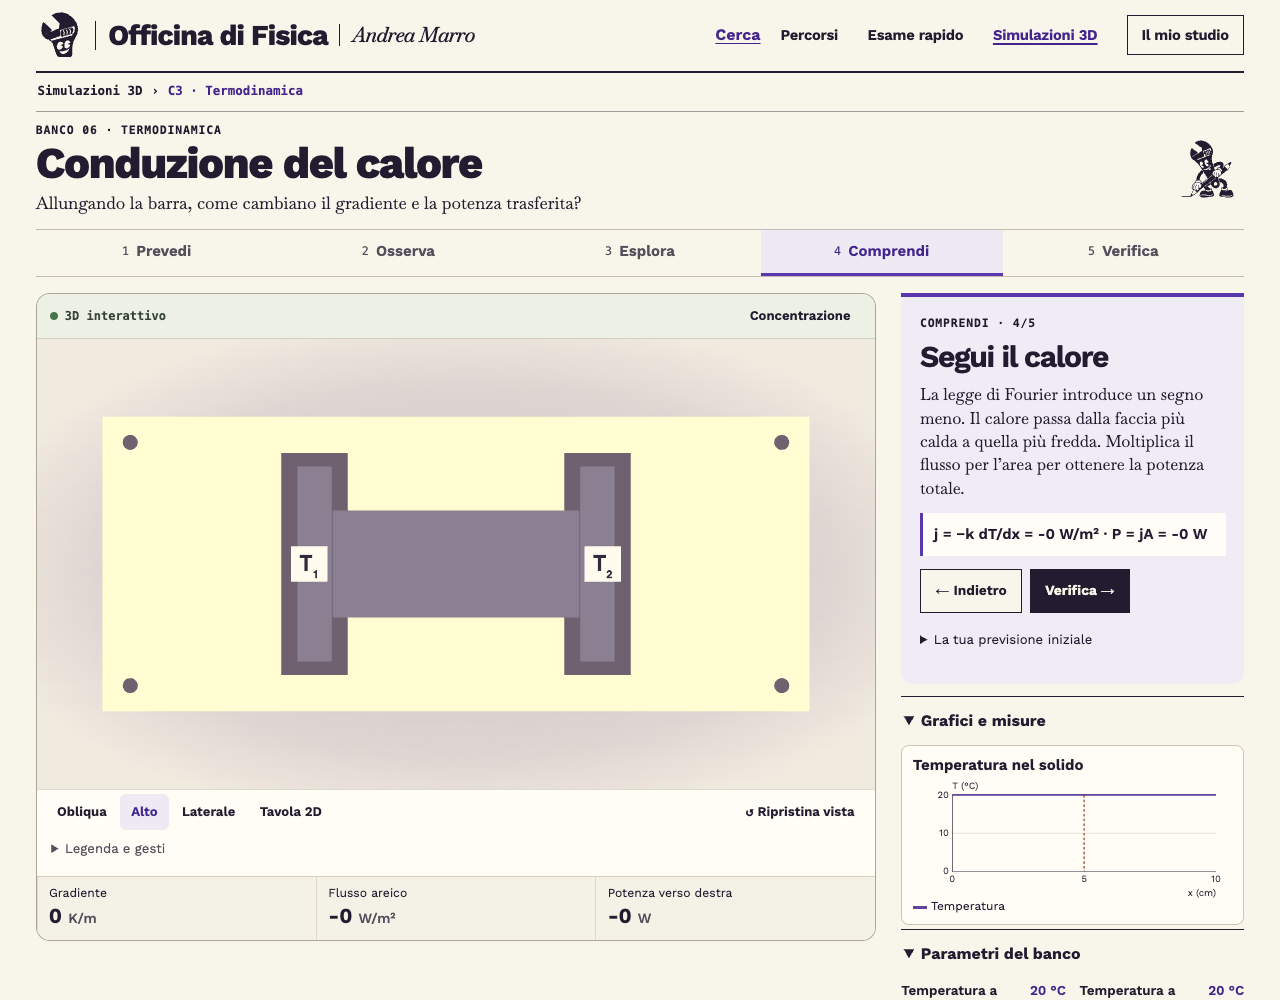 Officina di Fisica
Andrea Marro
Cerca
Percorsi
Esame rapido
Simulazioni 3D
Il mio studio
Simulazioni 3D › C3 · Termodinamica
BANCO 06 · TERMODINAMICA
Conduzione del calore
Allungando la barra, come cambiano il gradiente e la potenza trasferita?
1 Prevedi
2 Osserva
3 Esplora
4 Comprendi
5 Verifica
3D interattivo
Concentrazione
T1
T2
Obliqua
Alto
Laterale
Tavola 2D
↺ Ripristina vista
▶ Legenda e gesti
Gradiente
0 K/m
Flusso areico
-0 W/m²
Potenza verso destra
-0 W
COMPRENDI · 4/5
Segui il calore
La legge di Fourier introduce un segno
meno. Il calore passa dalla faccia più
calda a quella più fredda. Moltiplica il
flusso per l’area per ottenere la potenza
totale.
j = −k dT/dx = -0 W/m² · P = jA = -0 W
← Indietro
Verifica →
▶ La tua previsione iniziale
▼ Grafici e misure
Temperatura nel solido
T (°C)
20
10
0
0
5
10
x (cm)
Temperatura
▼ Parametri del banco
Temperatura a 20 °C
Temperatura a 20 °C